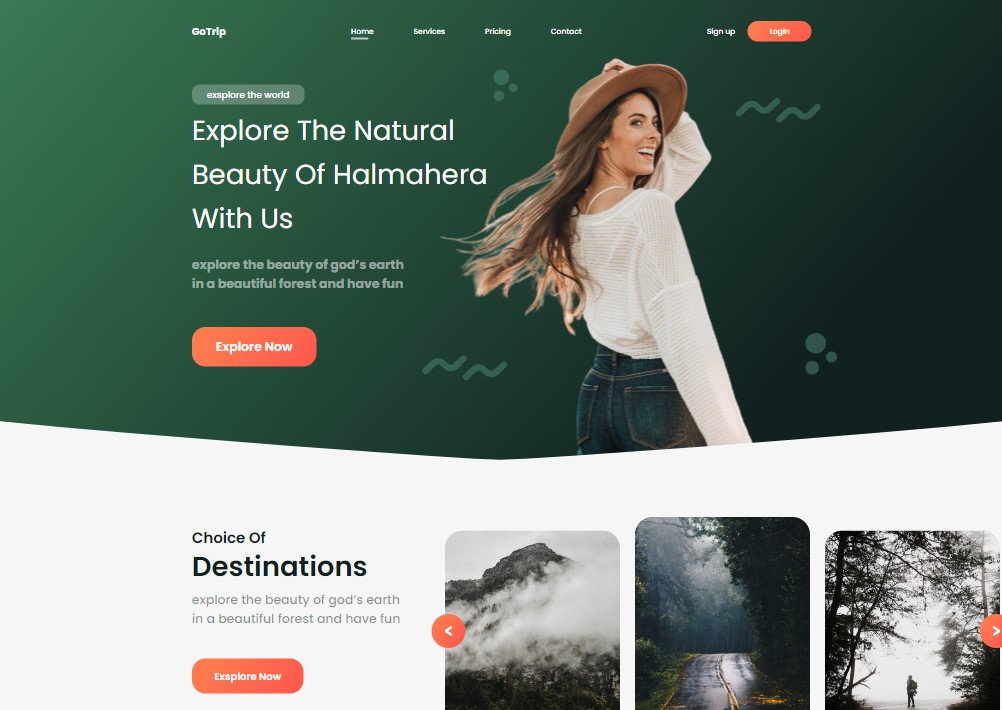 GoTrip
Home
Services
Pricing
Contact
Sign up
Login
exsplore the world
Explore The Natural
Beauty Of Halmahera
With Us
explore the beauty of god’s earth
in a beautiful forest and have fun
Explore Now
Choice Of
Destinations
explore the beauty of god’s earth
in a beautiful forest and have fun
Exsplore Now